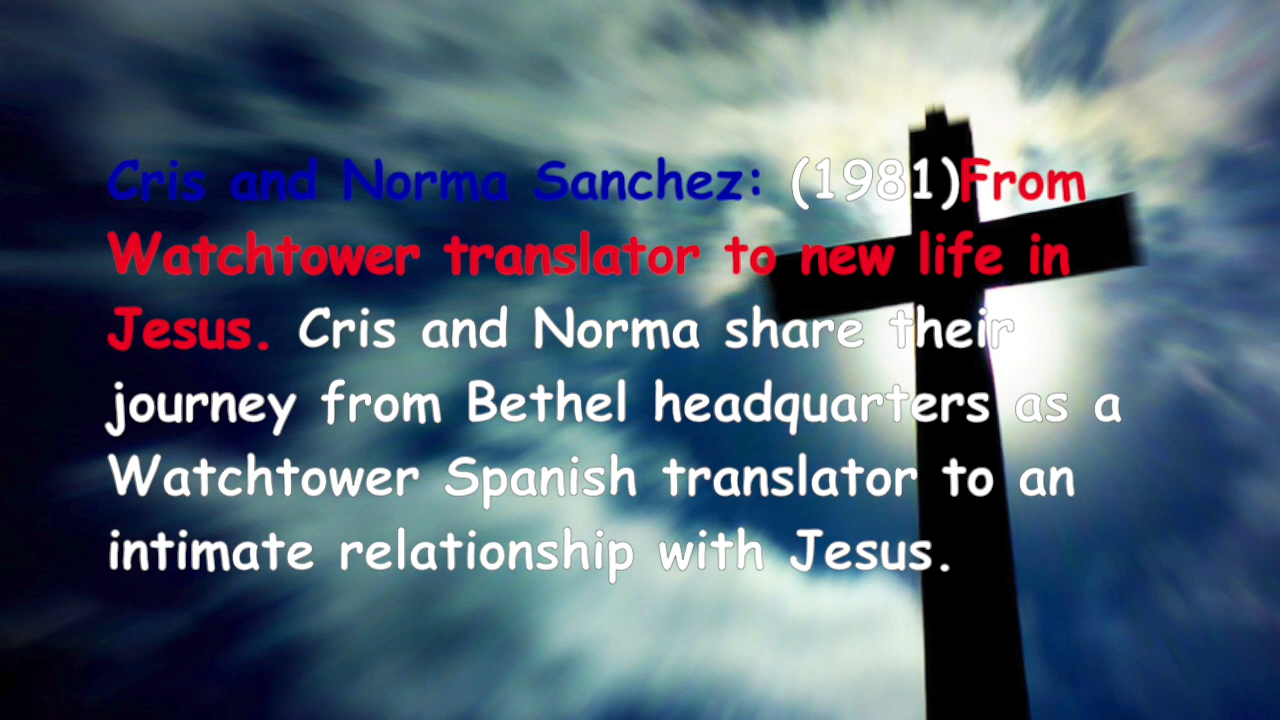 Cris and Norma Sanchez: (1981)From
Watchtower translator to new life in
Jesus. Cris and Norma share their
journey from Bethel headquarters as a
Watchtower Spanish translator to an
intimate relationship with Jesus.